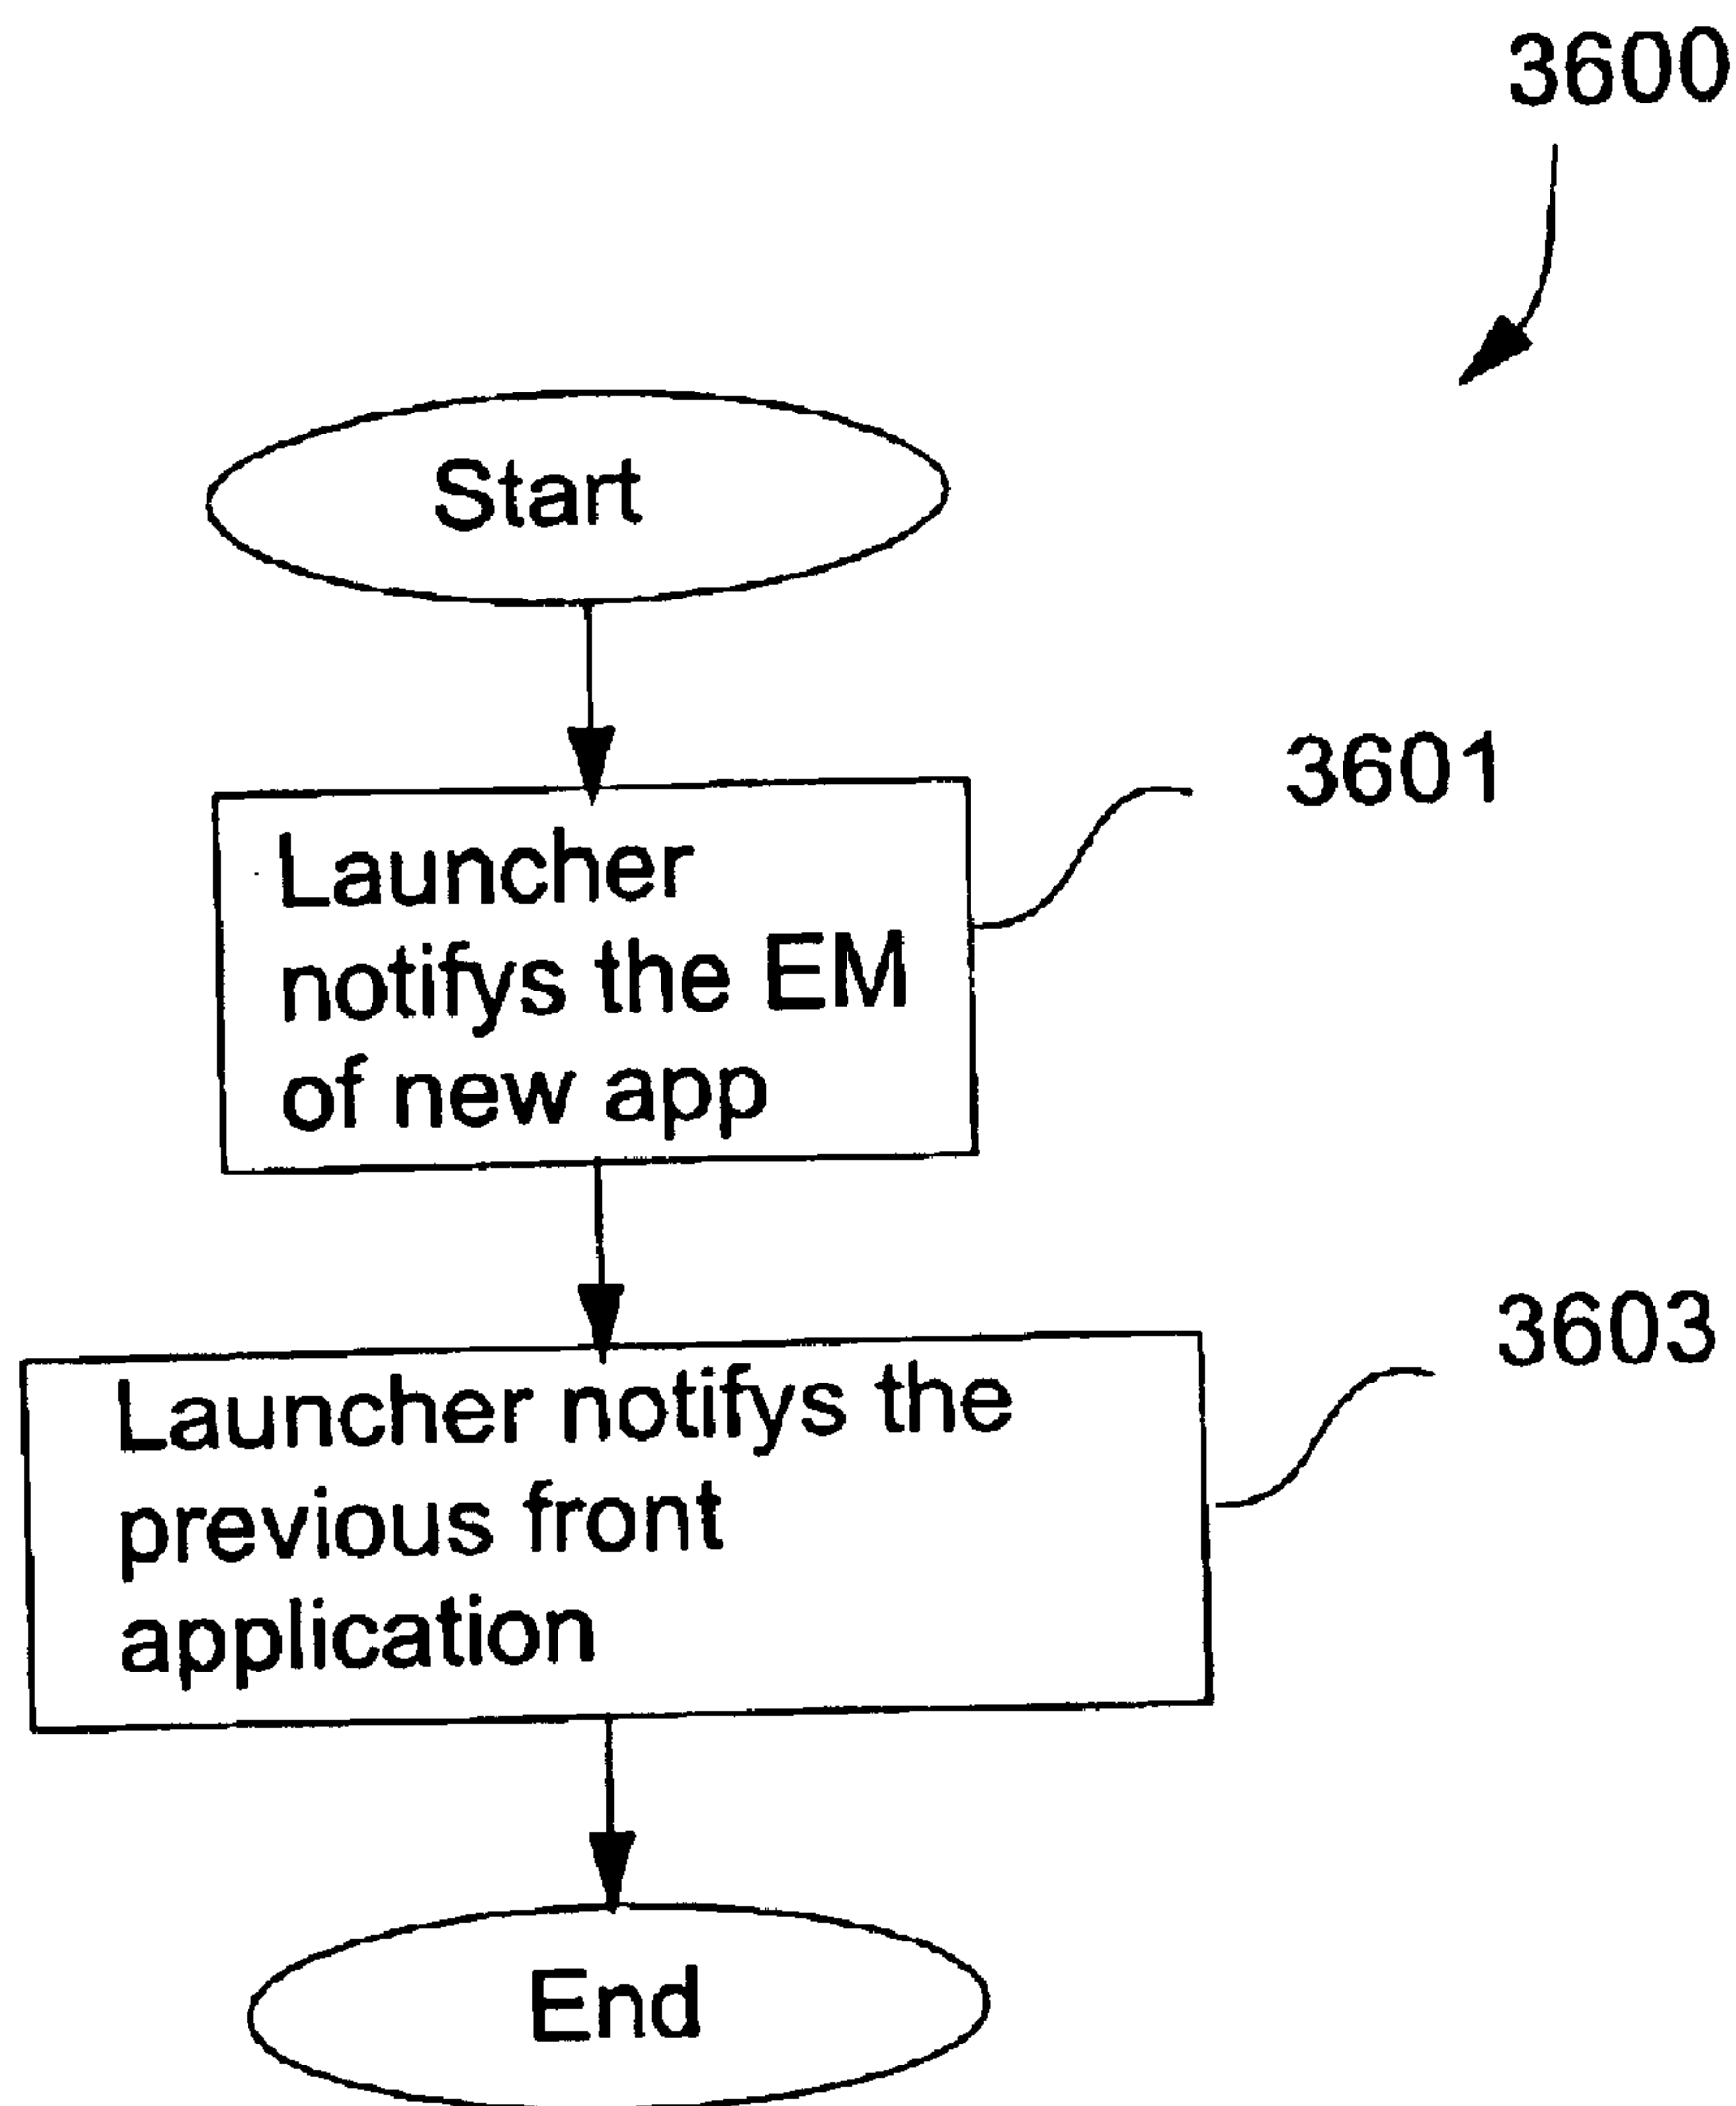 3600
Start
3601
Launcher
notifys the EM
of new app
3603
Launcher notifys the
previous front
application
End